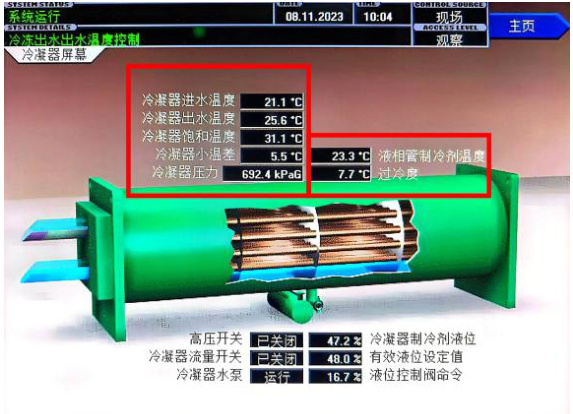 SYSTEM STATUS
系统运行
DATE
08.11.2023
TIME
10:04
CONTROL SOURCE
现场
主页
SYSTEM DETAILS
冷冻出水出水温度控制
ACCESS LEVEL
观察
冷凝器屏幕
冷凝器进水温度 21.1 °C
冷凝器出水温度 25.6 °C
冷凝器饱和温度 31.1 °C
冷凝器小温差 5.5 °C 23.3 °C 液相管制冷剂温度
冷凝器压力 692.4 kPaG 7.7 °C 过冷度
高压开关 已关闭 47.2 % 冷凝器制冷剂液位
冷凝器流量开关 已关闭 48.0 % 有效液位设定值
冷凝器水泵 运行 16.7 % 液位控制阀命令